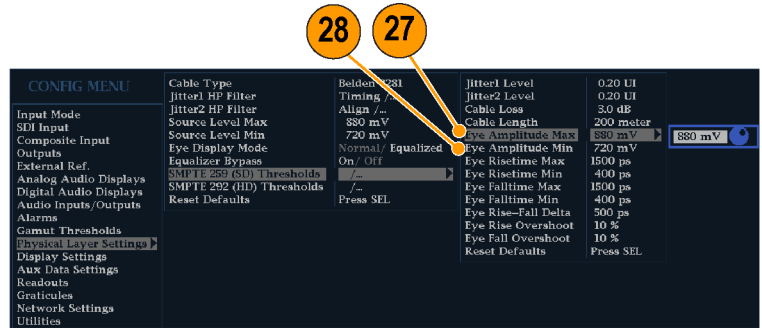 28 27
CONFIG MENU
Input Mode
SDI Input
Composite Input
Outputs
External Ref.
Analog Audio Displays
Digital Audio Displays
Audio Inputs/Outputs
Alarms
Gamut Thresholds
Physical Layer Settings
Display Settings
Aux Data Settings
Readouts
Graticules
Network Settings
Utilities
Cable Type Belden 8281
Jitter1 HP Filter Timing /...
Jitter2 HP Filter Align /...
Source Level Max 880 mV
Source Level Min 720 mV
Eye Display Mode Normal/ Equalized
Equalizer Bypass On/ Off
SMPTE 259 (SD) Thresholds /...
SMPTE 292 (HD) Thresholds /...
Reset Defaults Press SEL
Jitter1 Level 0.20 UI
Jitter2 Level 0.20 UI
Cable Loss 3.0 dB
Cable Length 200 meter
Eye Amplitude Max 880 mV
Eye Amplitude Min 720 mV
Eye Risetime Max 1500 ps
Eye Risetime Min 400 ps
Eye Falltime Max 1500 ps
Eye Falltime Min 400 ps
Eye Rise–Fall Delta 500 ps
Eye Rise Overshoot 10 %
Eye Fall Overshoot 10 %
Reset Defaults Press SEL
880 mV